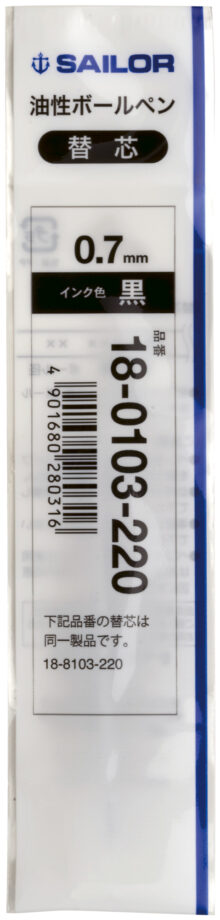 SAILOR
油性ボールペン
替芯
0.7mm
インク色 黒
品番
18-0103-220
4 901680 280316
下記品番の替芯は
同一製品です。
18-8103-220